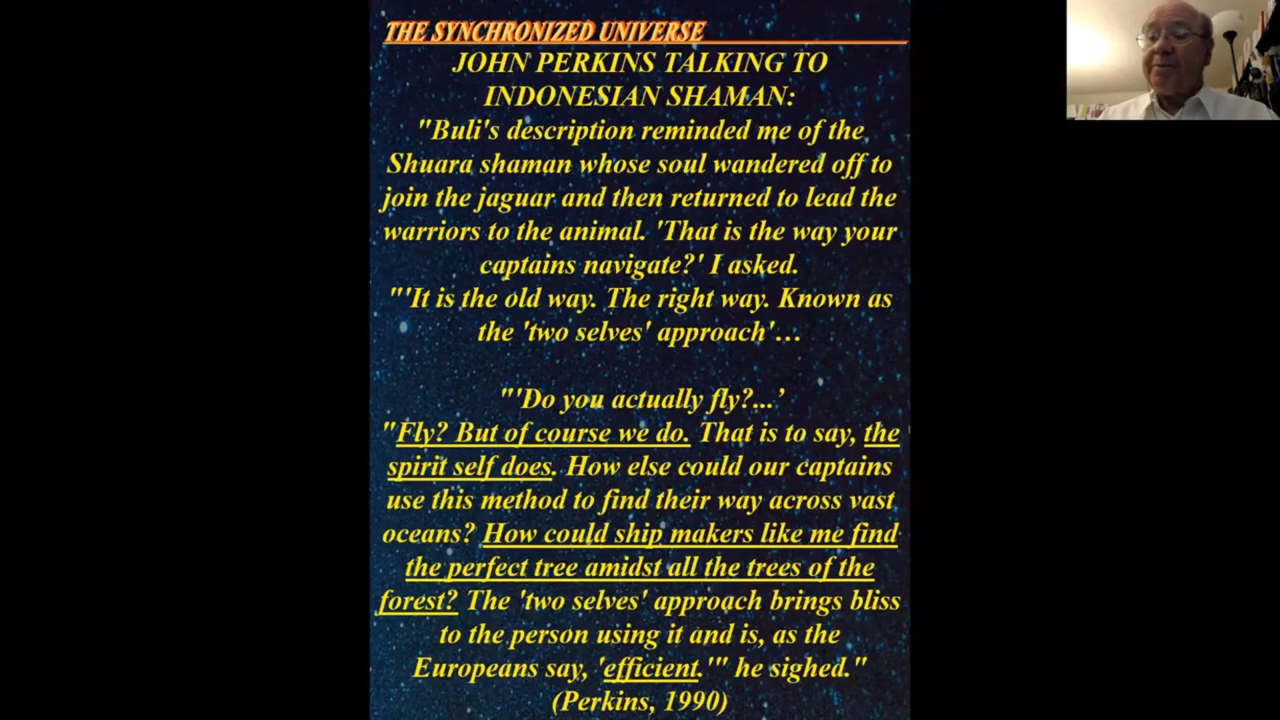 THE SYNCHRONIZED UNIVERSE
JOHN PERKINS TALKING TO
INDONESIAN SHAMAN:
"Buli's description reminded me of the
Shuara shaman whose soul wandered off to
join the jaguar and then returned to lead the
warriors to the animal. 'That is the way your
captains navigate?' I asked.
"'It is the old way. The right way. Known as
the 'two selves' approach'…
"'Do you actually fly?...’
"Fly? But of course we do. That is to say, the
spirit self does. How else could our captains
use this method to find their way across vast
oceans? How could ship makers like me find
the perfect tree amidst all the trees of the
forest? The 'two selves' approach brings bliss
to the person using it and is, as the
Europeans say, 'efficient.'" he sighed."
(Perkins, 1990)